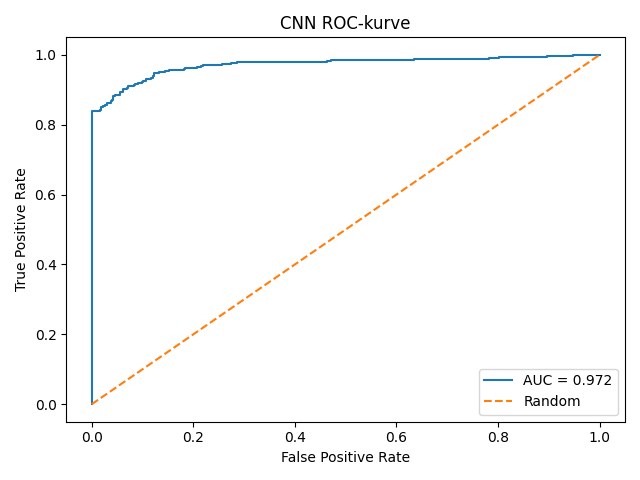 CNN ROC-kurve
1.0
0.8
0.6
0.4
0.2
0.0
True Positive Rate
0.0 0.2 0.4 0.6 0.8 1.0
False Positive Rate
AUC = 0.972
Random